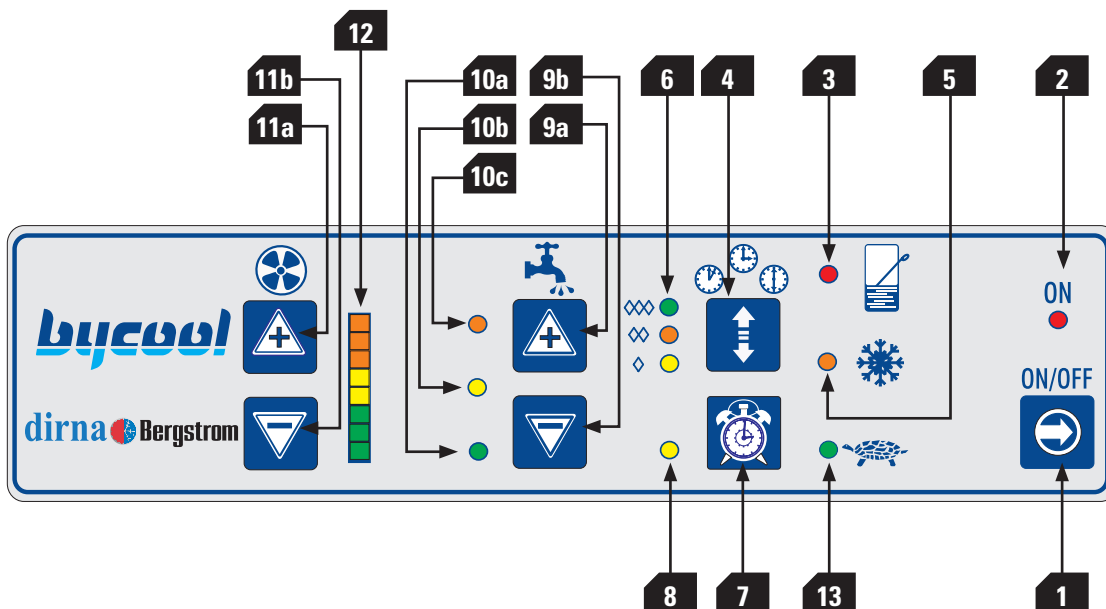 12
11b 10a 9b 6 4 3 5 2
11a 10b 9a
10c
ON
bycool
ON/OFF
dirna Bergstrom
8 7 13 1